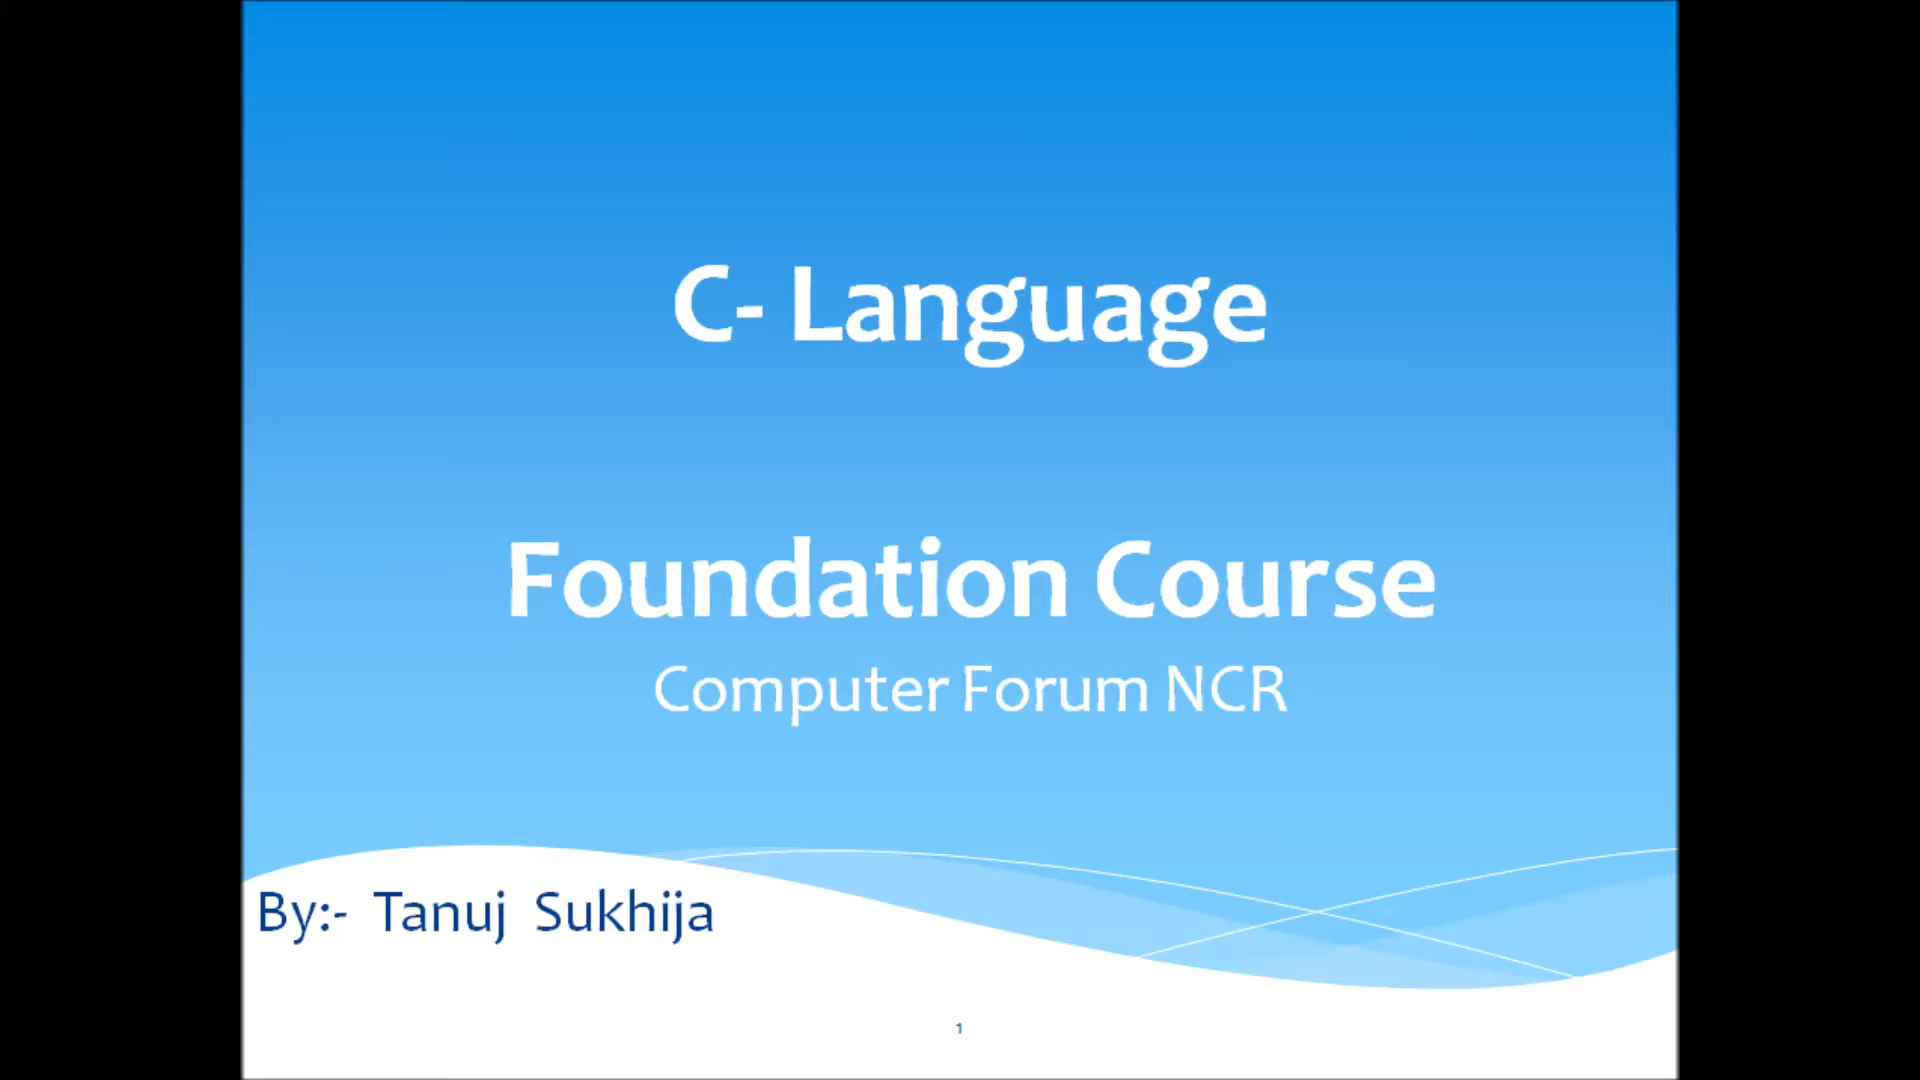 C- Language
Foundation Course
Computer Forum NCR
By:- Tanuj Sukhija
1